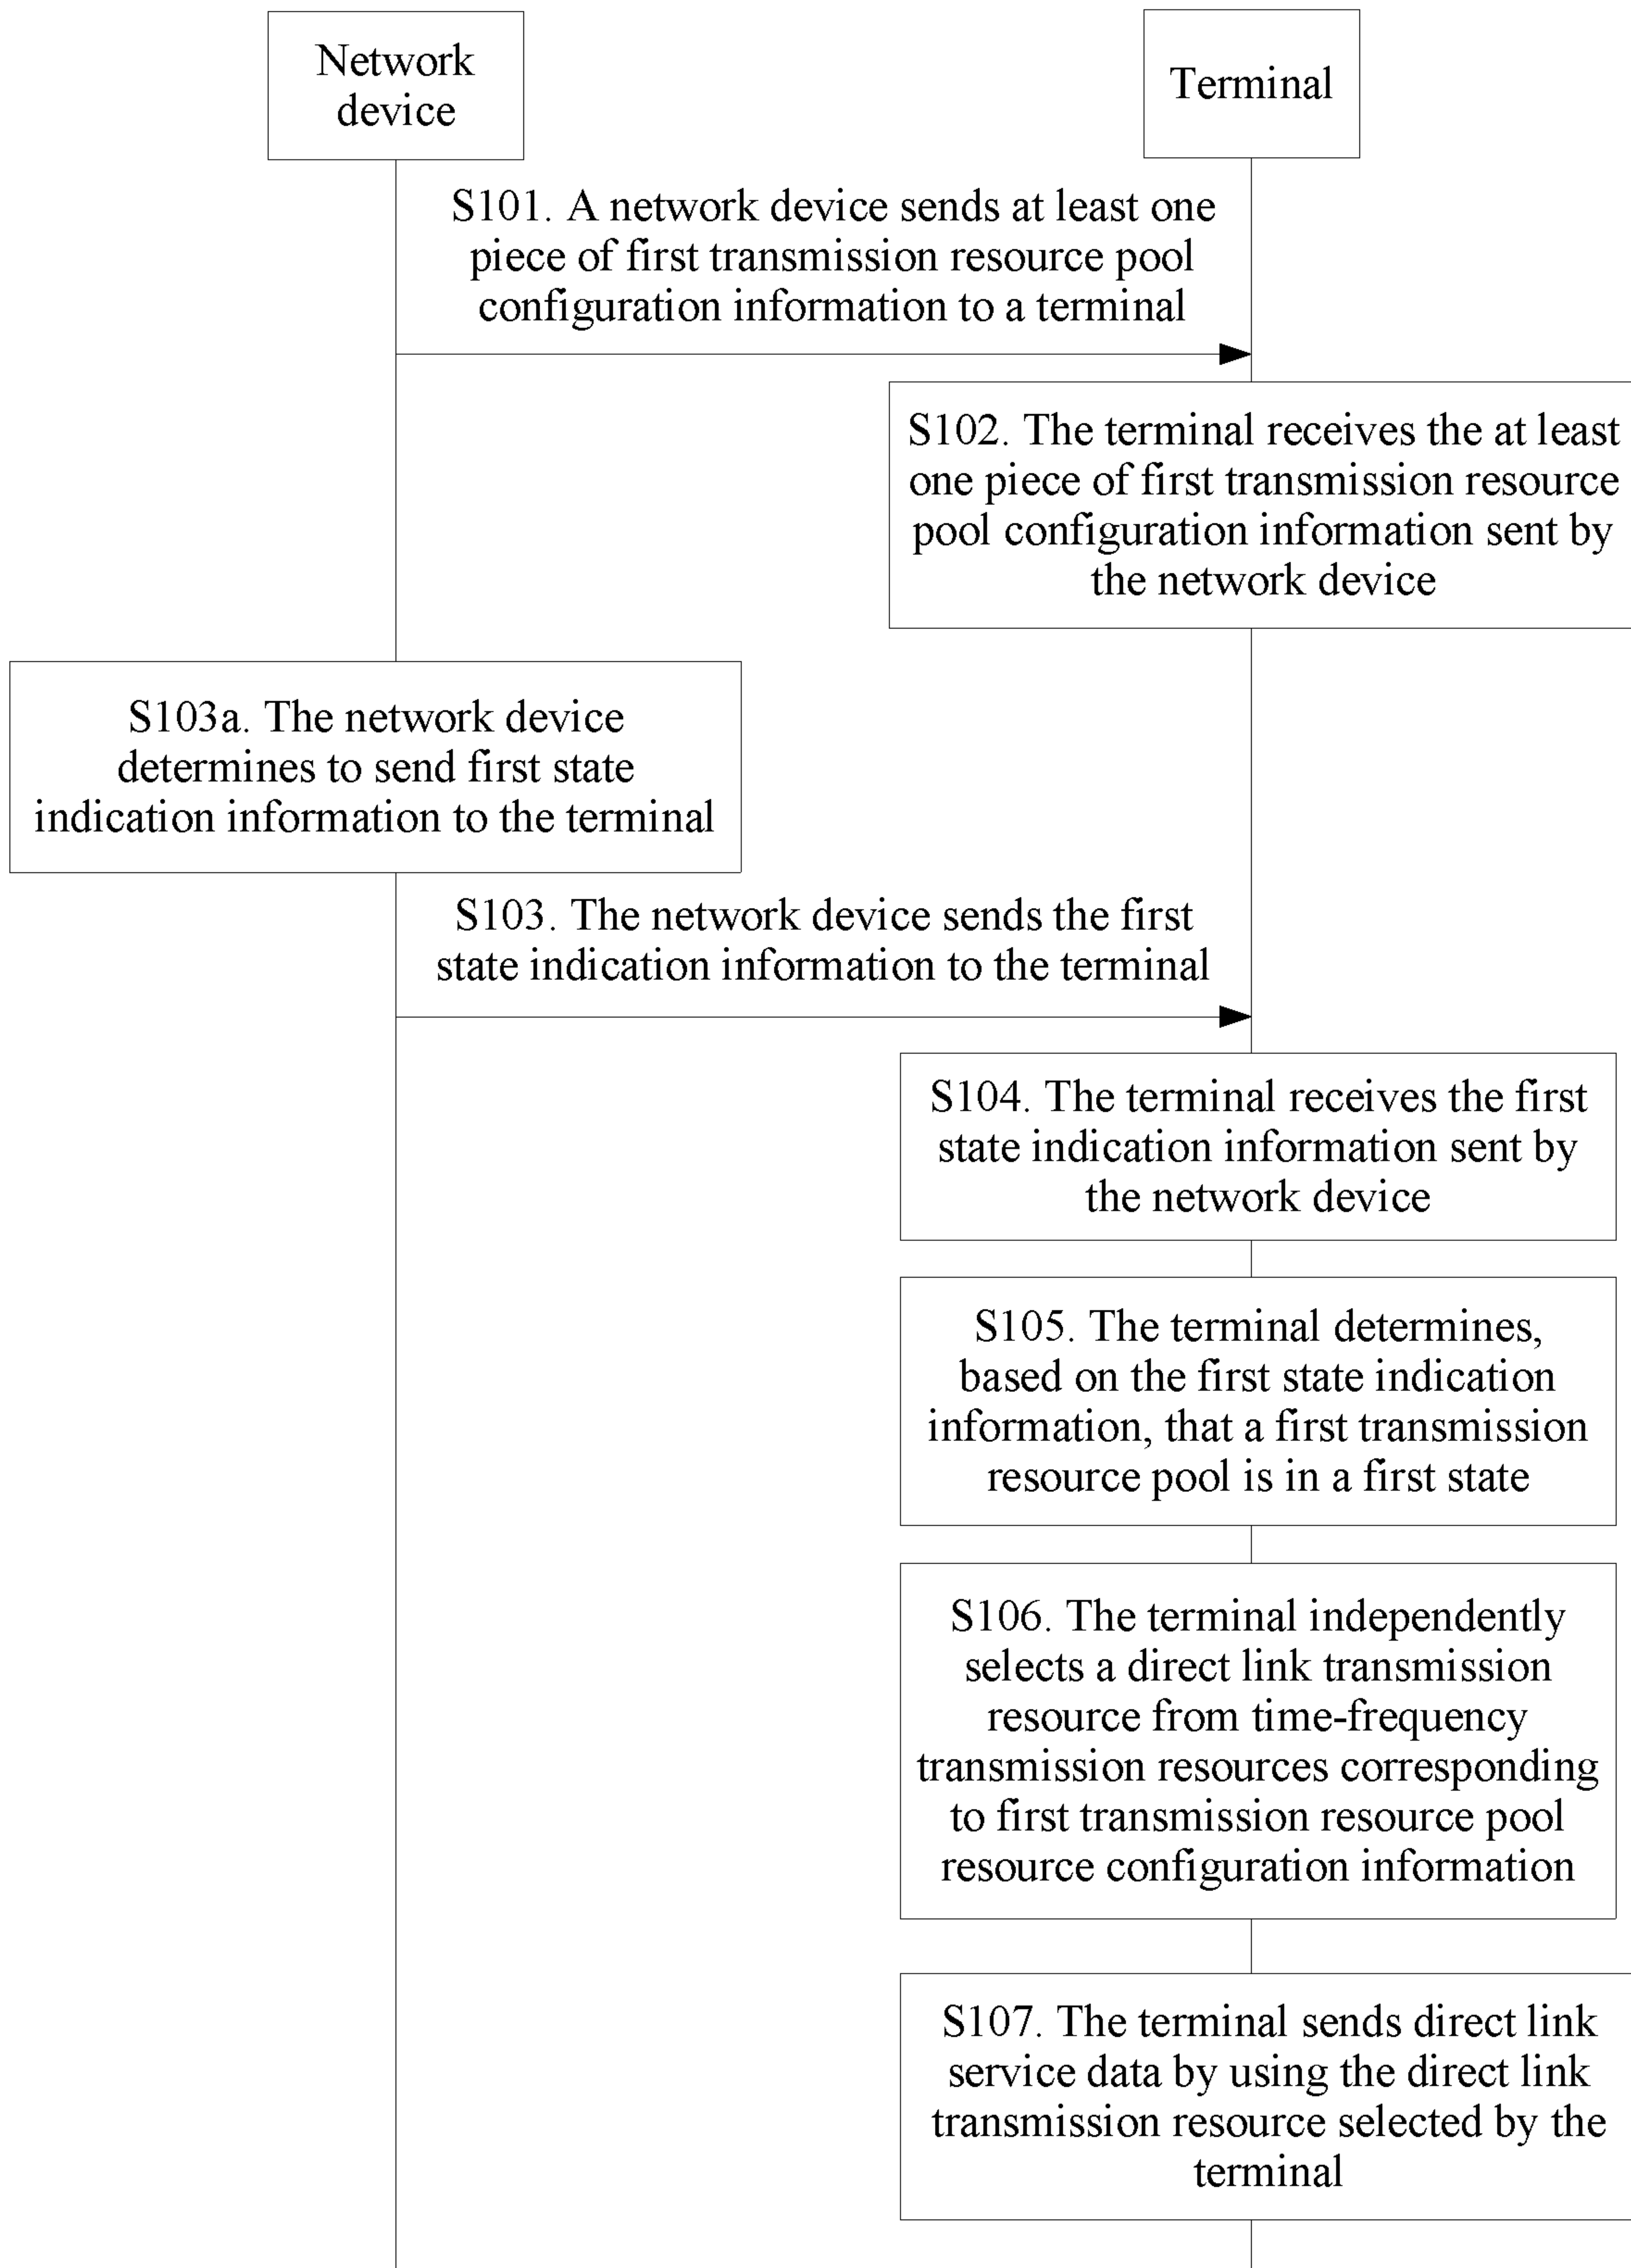 Network
device
Terminal
S101. A network device sends at least one
piece of first transmission resource pool
configuration information to a terminal
S102. The terminal receives the at least
one piece of first transmission resource
pool configuration information sent by
the network device
S103a. The network device
determines to send first state
indication information to the terminal
S103. The network device sends the first
state indication information to the terminal
S104. The terminal receives the first
state indication information sent by
the network device
S105. The terminal determines,
based on the first state indication
information, that a first transmission
resource pool is in a first state
S106. The terminal independently
selects a direct link transmission
resource from time-frequency
transmission resources corresponding
to first transmission resource pool
resource configuration information
S107. The terminal sends direct link
service data by using the direct link
transmission resource selected by the
terminal